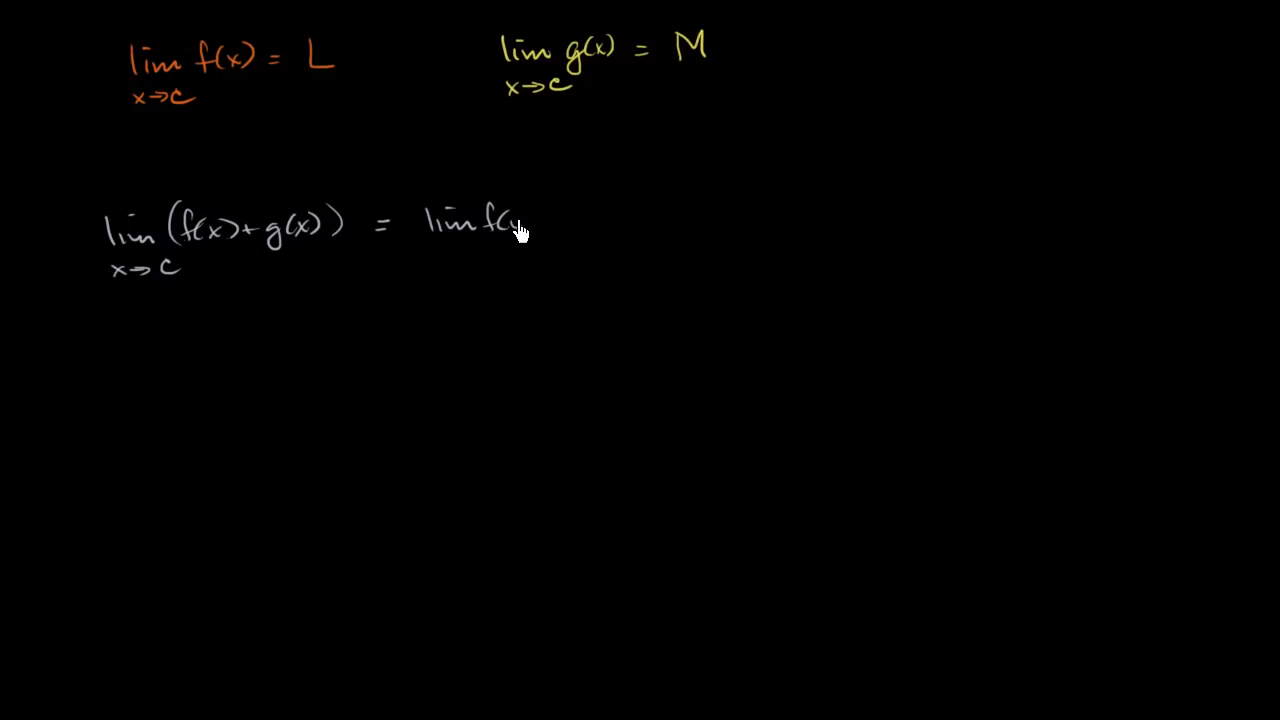 lim f(x) = L
x→c
lim g(x) = M
x→c
lim (f(x) + g(x)) = lim f(
x→c